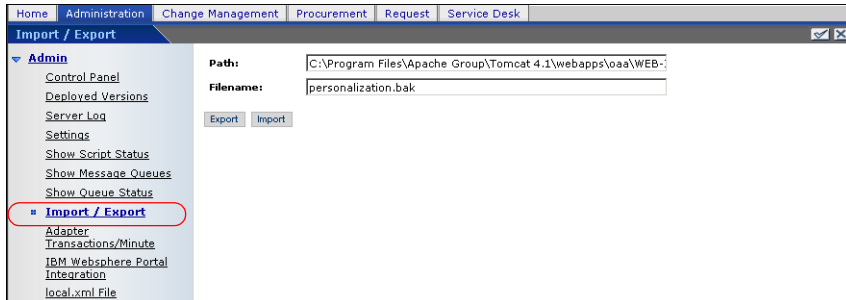 Home Administration Change Management Procurement Request Service Desk
Import / Export
Admin
Control Panel
Deployed Versions
Server Log
Settings
Show Script Status
Show Message Queues
Show Queue Status
Import / Export
Adapter
Transactions/Minute
IBM Websphere Portal
Integration
local.xml File
Path: C:\Program Files\Apache Group\Tomcat 4.1\webapps\oaa\WEB-
Filename: personalization.bak
Export Import